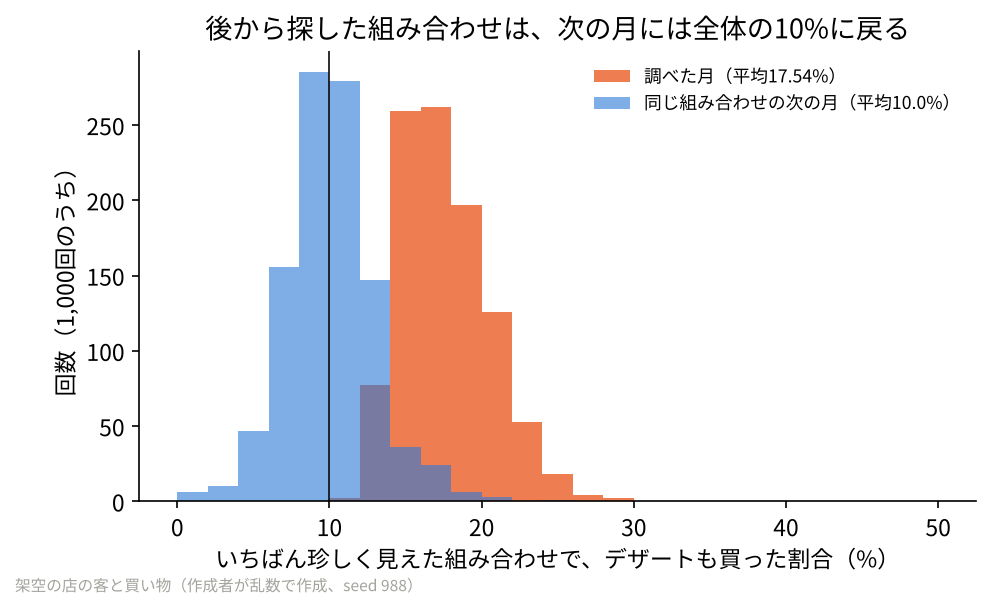 後から探した組み合わせは、次の月には全体の10%に戻る
調べた月（平均17.54%）
同じ組み合わせの次の月（平均10.0%）
回数（1,000回のうち）
250
200
150
100
50
0
0 10 20 30 40 50
いちばん珍しく見えた組み合わせで、デザートも買った割合（%）
架空の店の客と買い物（作成者が乱数で作成、seed 988）